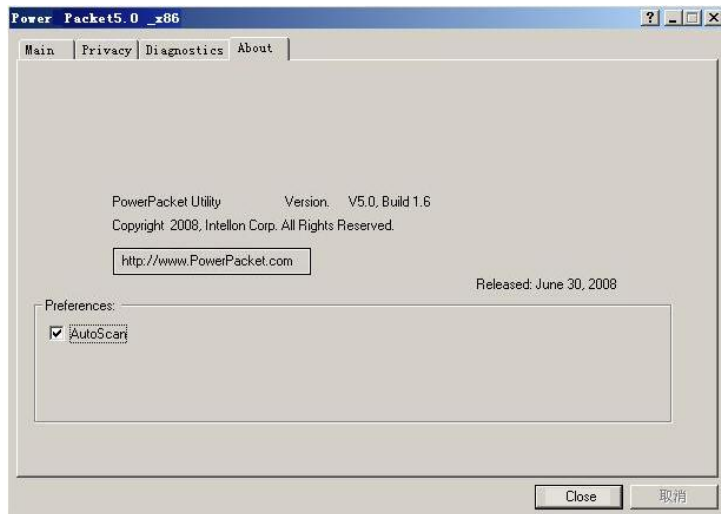 Power Packet5.0 _x86
Main Privacy Diagnostics About
PowerPacket Utility Version. V5.0, Build 1.6
Copyright 2008, Intellon Corp. All Rights Reserved.
http://www.PowerPacket.com
Released: June 30, 2008
Preferences:
AutoScan
Close 取消